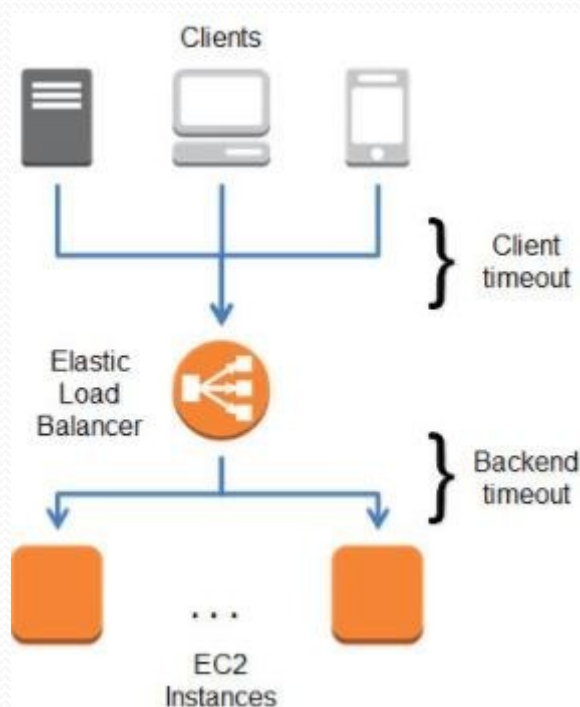 Clients
Client
timeout
Elastic
Load
Balancer
Backend
timeout
. . .
EC2
Instances